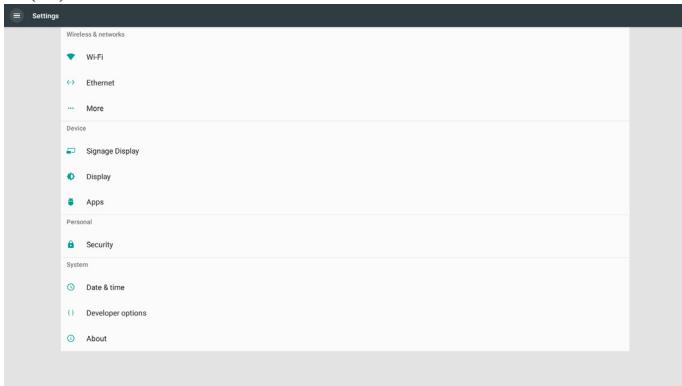 Settings
Wireless & networks
Wi-Fi
Ethernet
More
Device
Signage Display
Display
Apps
Personal
Security
System
Date & time
Developer options
About